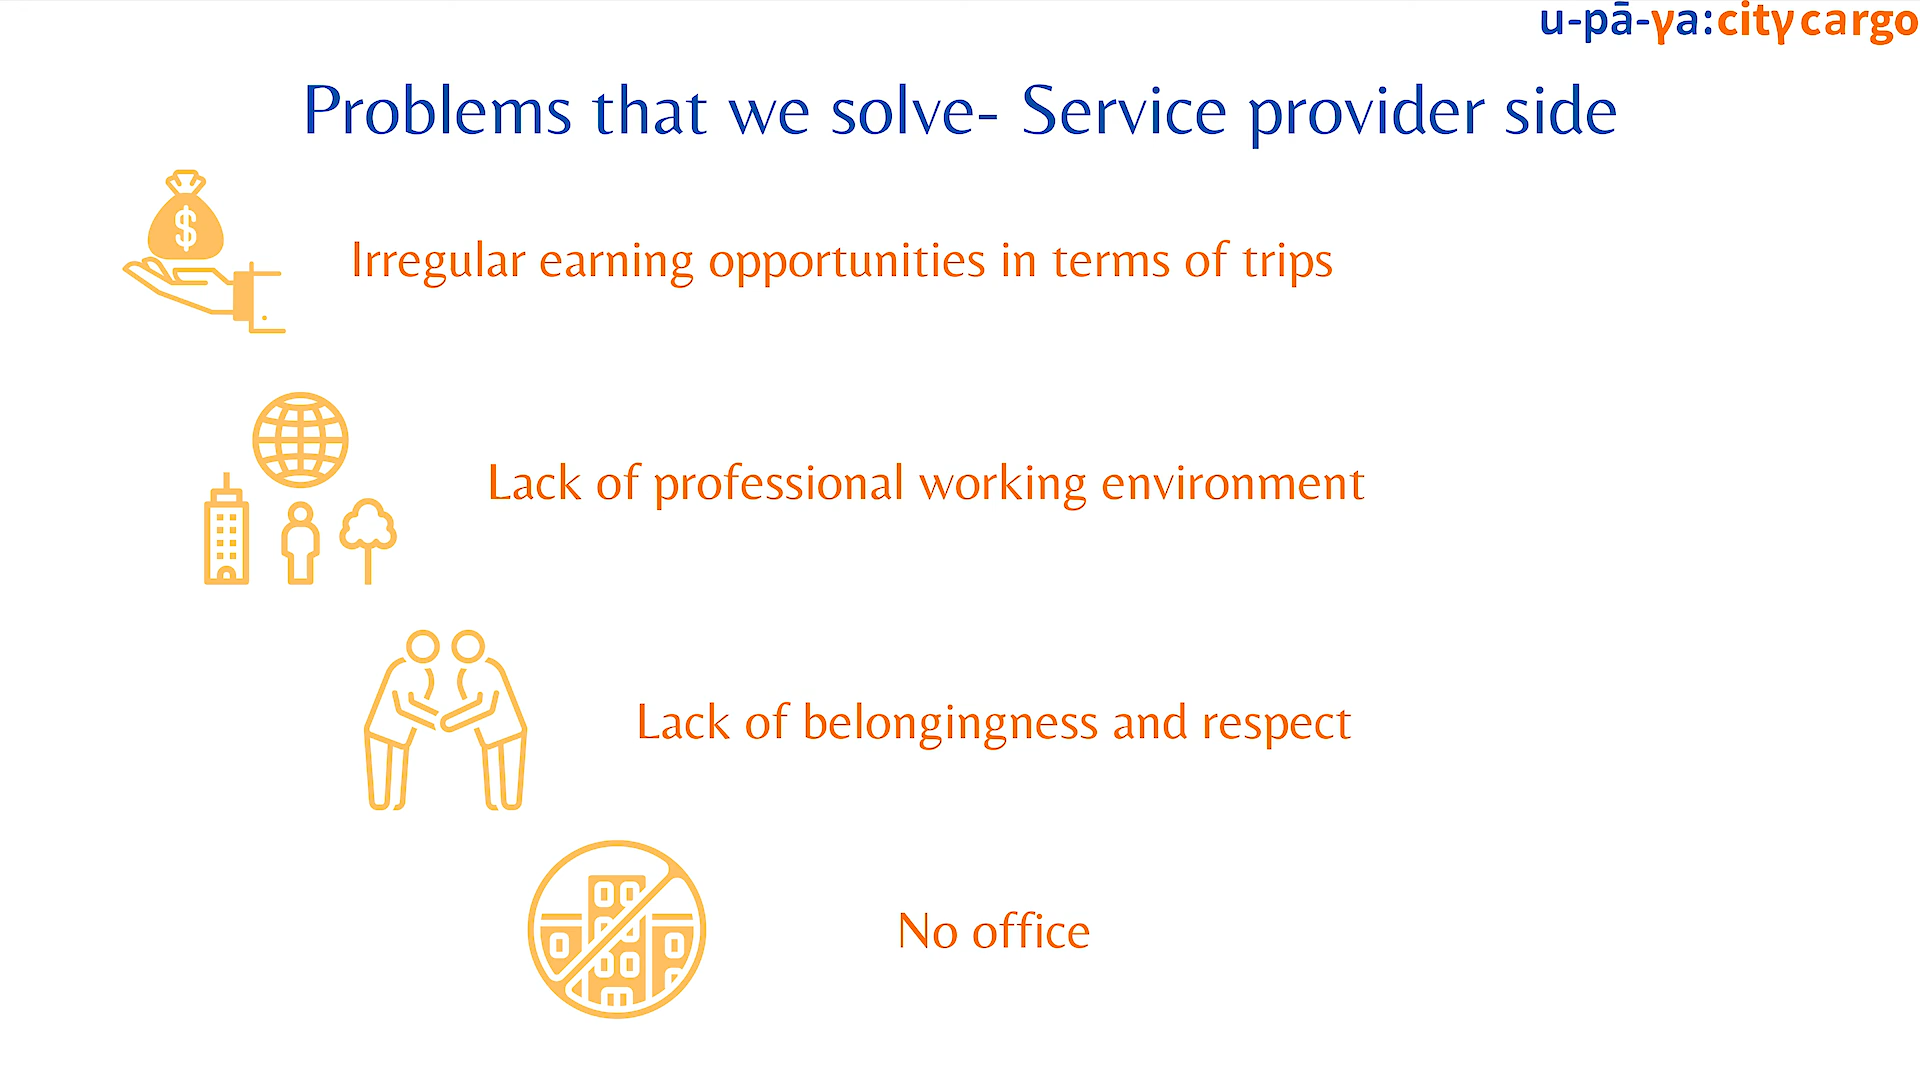 u-pā-ya:city cargo
Problems that we solve- Service provider side
$
Irregular earning opportunities in terms of trips
Lack of professional working environment
Lack of belongingness and respect
No office